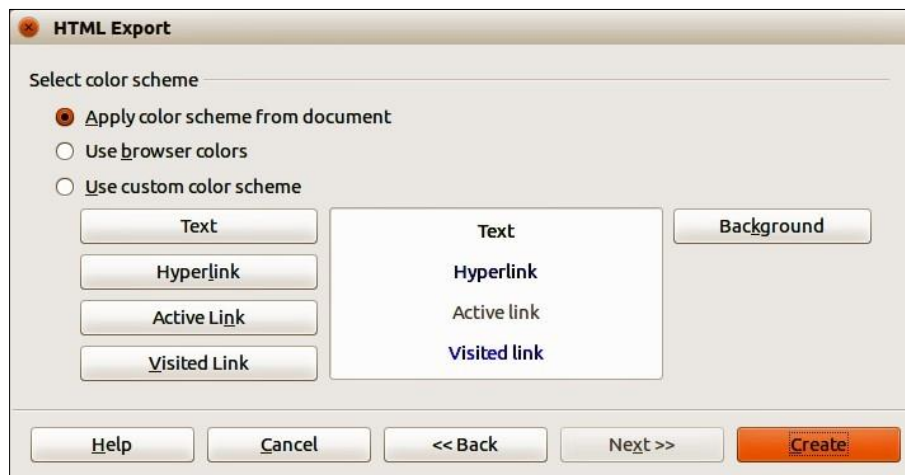 HTML Export
Select color scheme
Apply color scheme from document
Use browser colors
Use custom color scheme
Text
Text
Background
Hyperlink
Hyperlink
Active Link
Active link
Visited Link
Visited link
Help
Cancel
<< Back
Next >>
Create